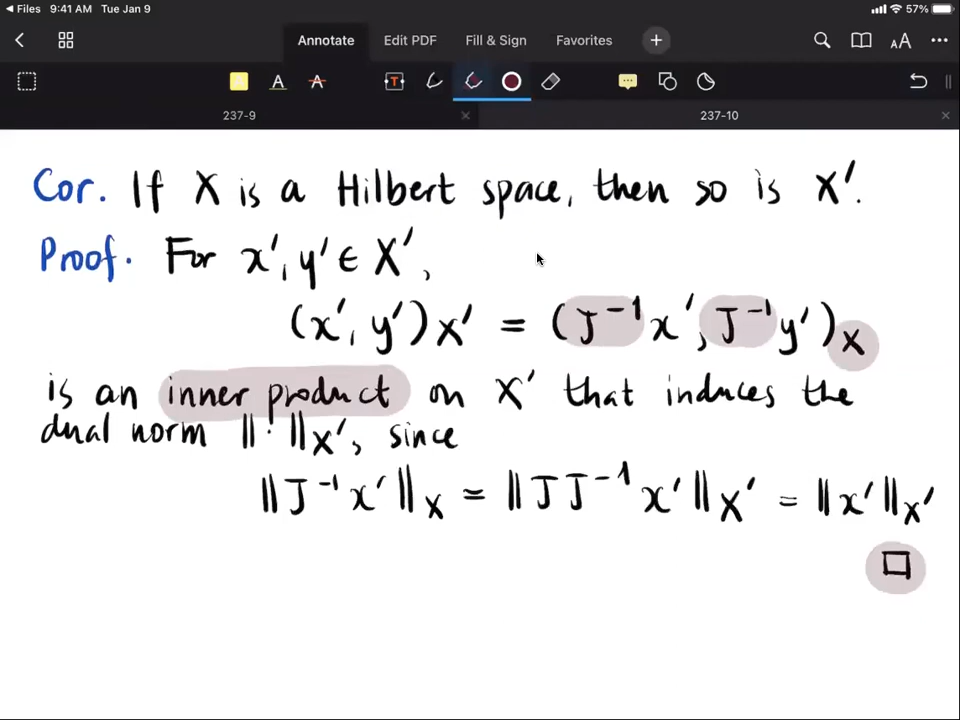 Files 9:41 AM Tue Jan 9 57%
Annotate Edit PDF Fill & Sign Favorites
A A T
AA
237-9 237-10
Cor. If X is a Hilbert space, then so is X'.
Proof. For x', y' ∈ X',
(x', y')X' = (J⁻¹x', J⁻¹y')X
is an inner product on X' that induces the
dual norm ‖·‖X', since
‖J⁻¹x'‖X = ‖JJ⁻¹x'‖X' = ‖x'‖X'
□